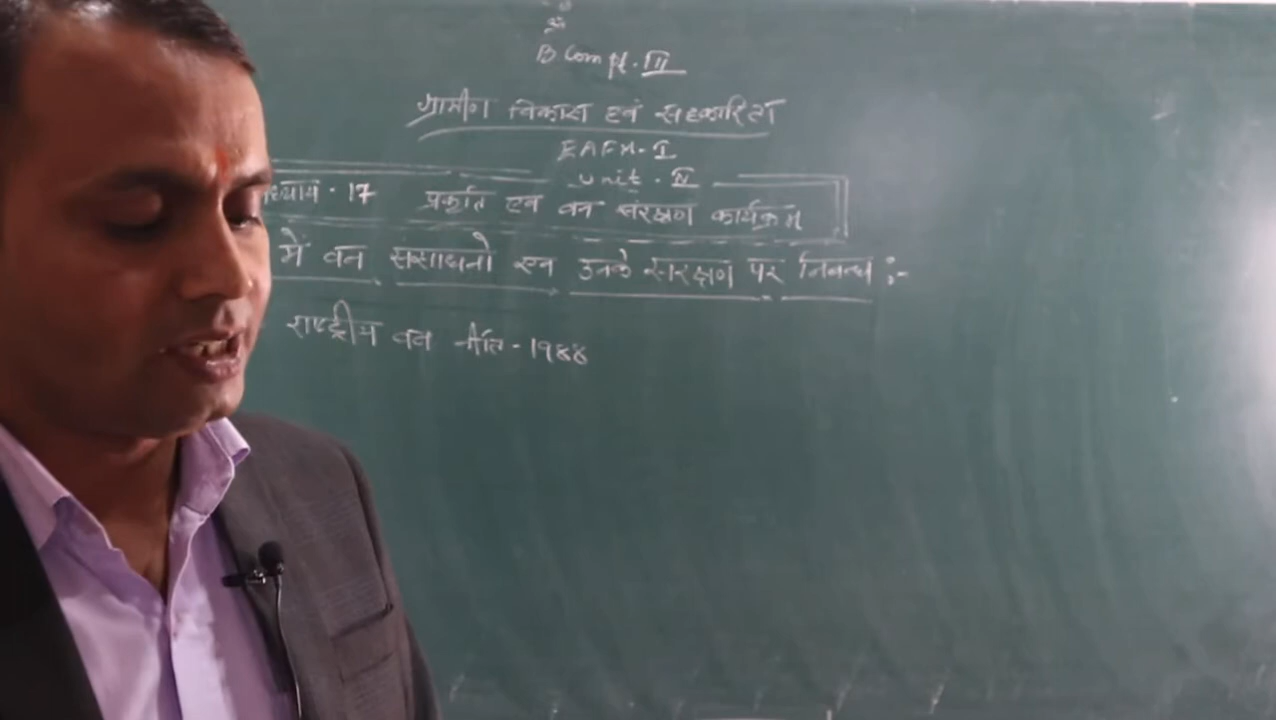 ॐ
B Com pt. III
ग्रामीण विकास एवं सहकारिता
EAFM - I
Unit - IV
ध्याय - 17 प्रकृति एवं वन संरक्षण कार्यक्रम
में वन संसाधनो एवं उनके संरक्षण पर निबन्ध :-
राष्ट्रीय वन नीति - 1988